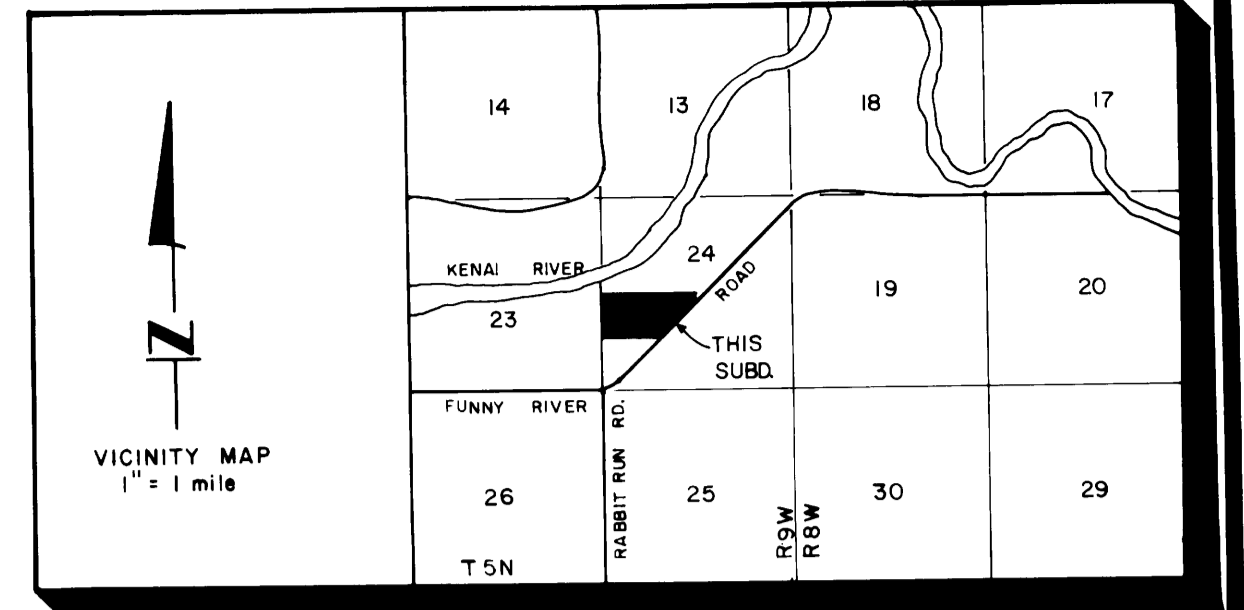 14
13
18
17
KENAI RIVER
24
ROAD
23
19
20
THIS
SUBD.
FUNNY RIVER
RABBIT RUN RD.
N
VICINITY MAP
1" = 1 mile
26
25
30
29
R9W
R8W
T5N